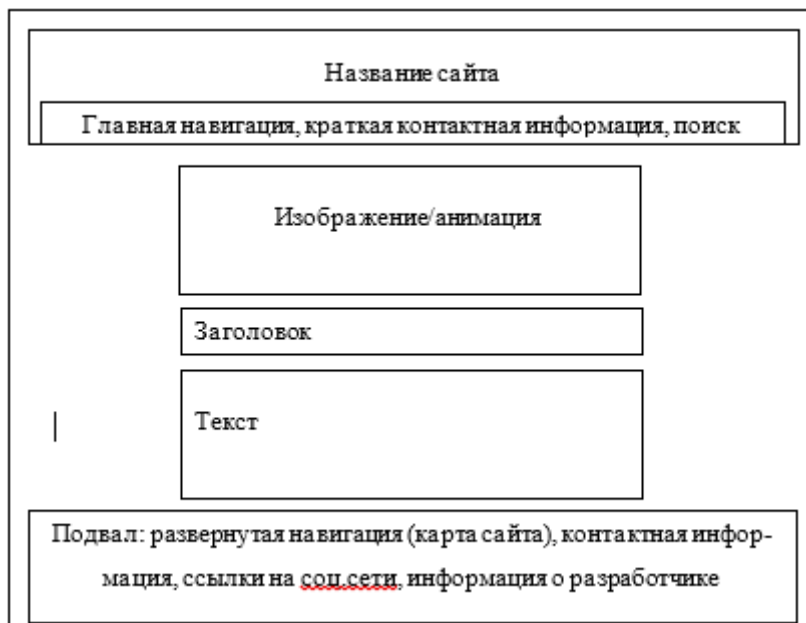 Название сайта
Главная навигация, краткая контактная информация, поиск
Изображение/анимация
Заголовок
Текст
Подвал: развернутая навигация (карта сайта), контактная инфор-
мация, ссылки на соц.сети, информация о разработчике